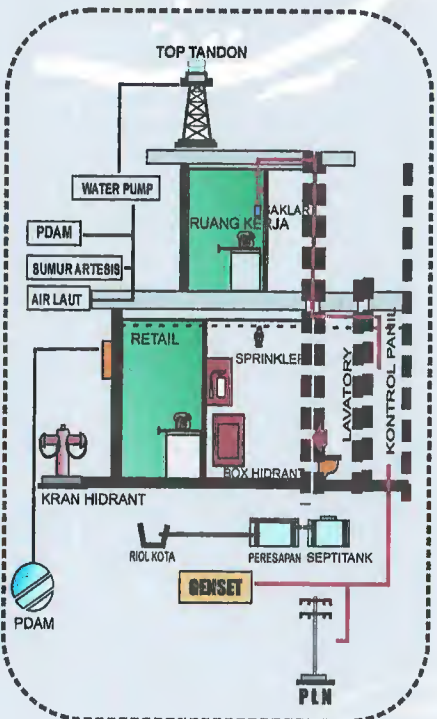 TOP TANDON
WATER PUMP
PDAM
SUMUR ARTESIS
AIR LAUT
SAKLAR
RUANG KERJA
RETAIL
SPRINKLER
LAVATORY
KONTROL PANIL
BOX HIDRANT
KRAN HIDRANT
RIOL KOTA
PERESAPAN
SEPTITANK
GENSET
PDAM
PLN